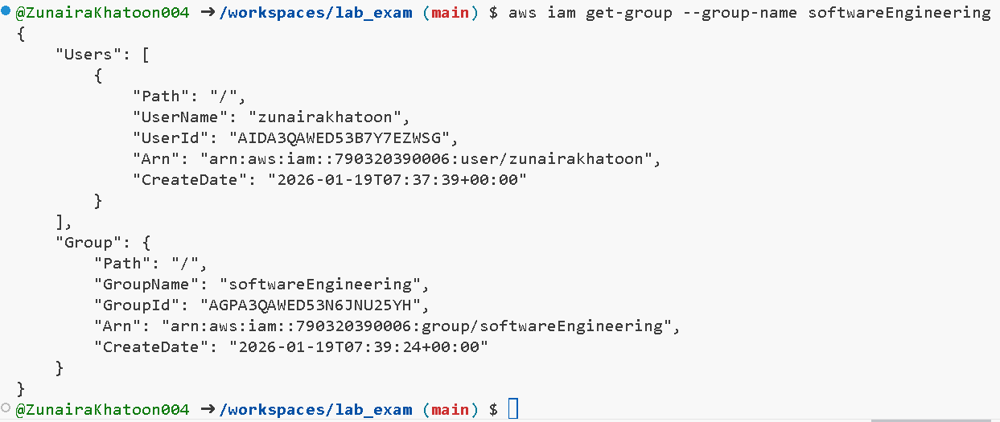 @ZunairaKhatoon004 ➜/workspaces/lab_exam (main) $ aws iam get-group --group-name softwareEngineering
{
    "Users": [
        {
            "Path": "/",
            "UserName": "zunairakhatoon",
            "UserId": "AIDA3QAWED53B7Y7EZWSG",
            "Arn": "arn:aws:iam::790320390006:user/zunairakhatoon",
            "CreateDate": "2026-01-19T07:37:39+00:00"
        }
    ],
    "Group": {
        "Path": "/",
        "GroupName": "softwareEngineering",
        "GroupId": "AGPA3QAWED53N6JNU25YH",
        "Arn": "arn:aws:iam::790320390006:group/softwareEngineering",
        "CreateDate": "2026-01-19T07:39:24+00:00"
    }
}
@ZunairaKhatoon004 ➜/workspaces/lab_exam (main) $